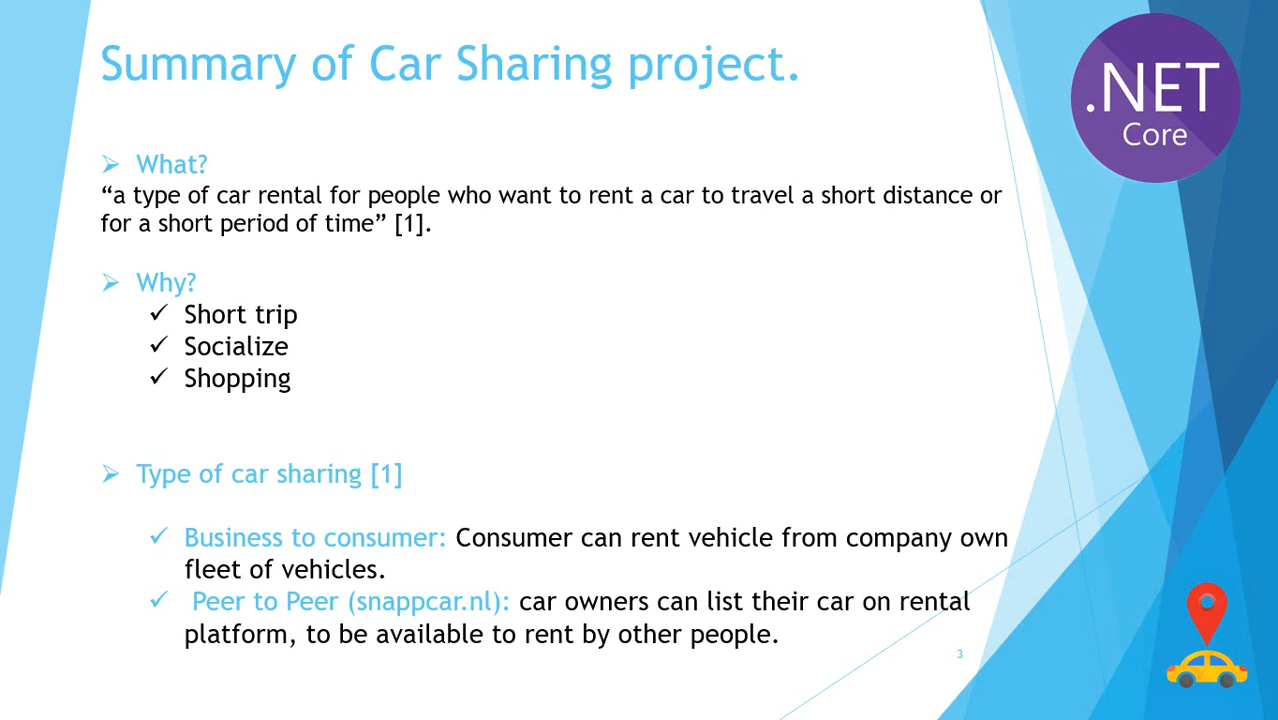 Summary of Car Sharing project.
.NET
Core
➢ What?
“a type of car rental for people who want to rent a car to travel a short distance or
for a short period of time” [1].
➢ Why?
✓ Short trip
✓ Socialize
✓ Shopping
➢ Type of car sharing [1]
✓ Business to consumer: Consumer can rent vehicle from company own
fleet of vehicles.
✓ Peer to Peer (snappcar.nl): car owners can list their car on rental
platform, to be available to rent by other people.
3